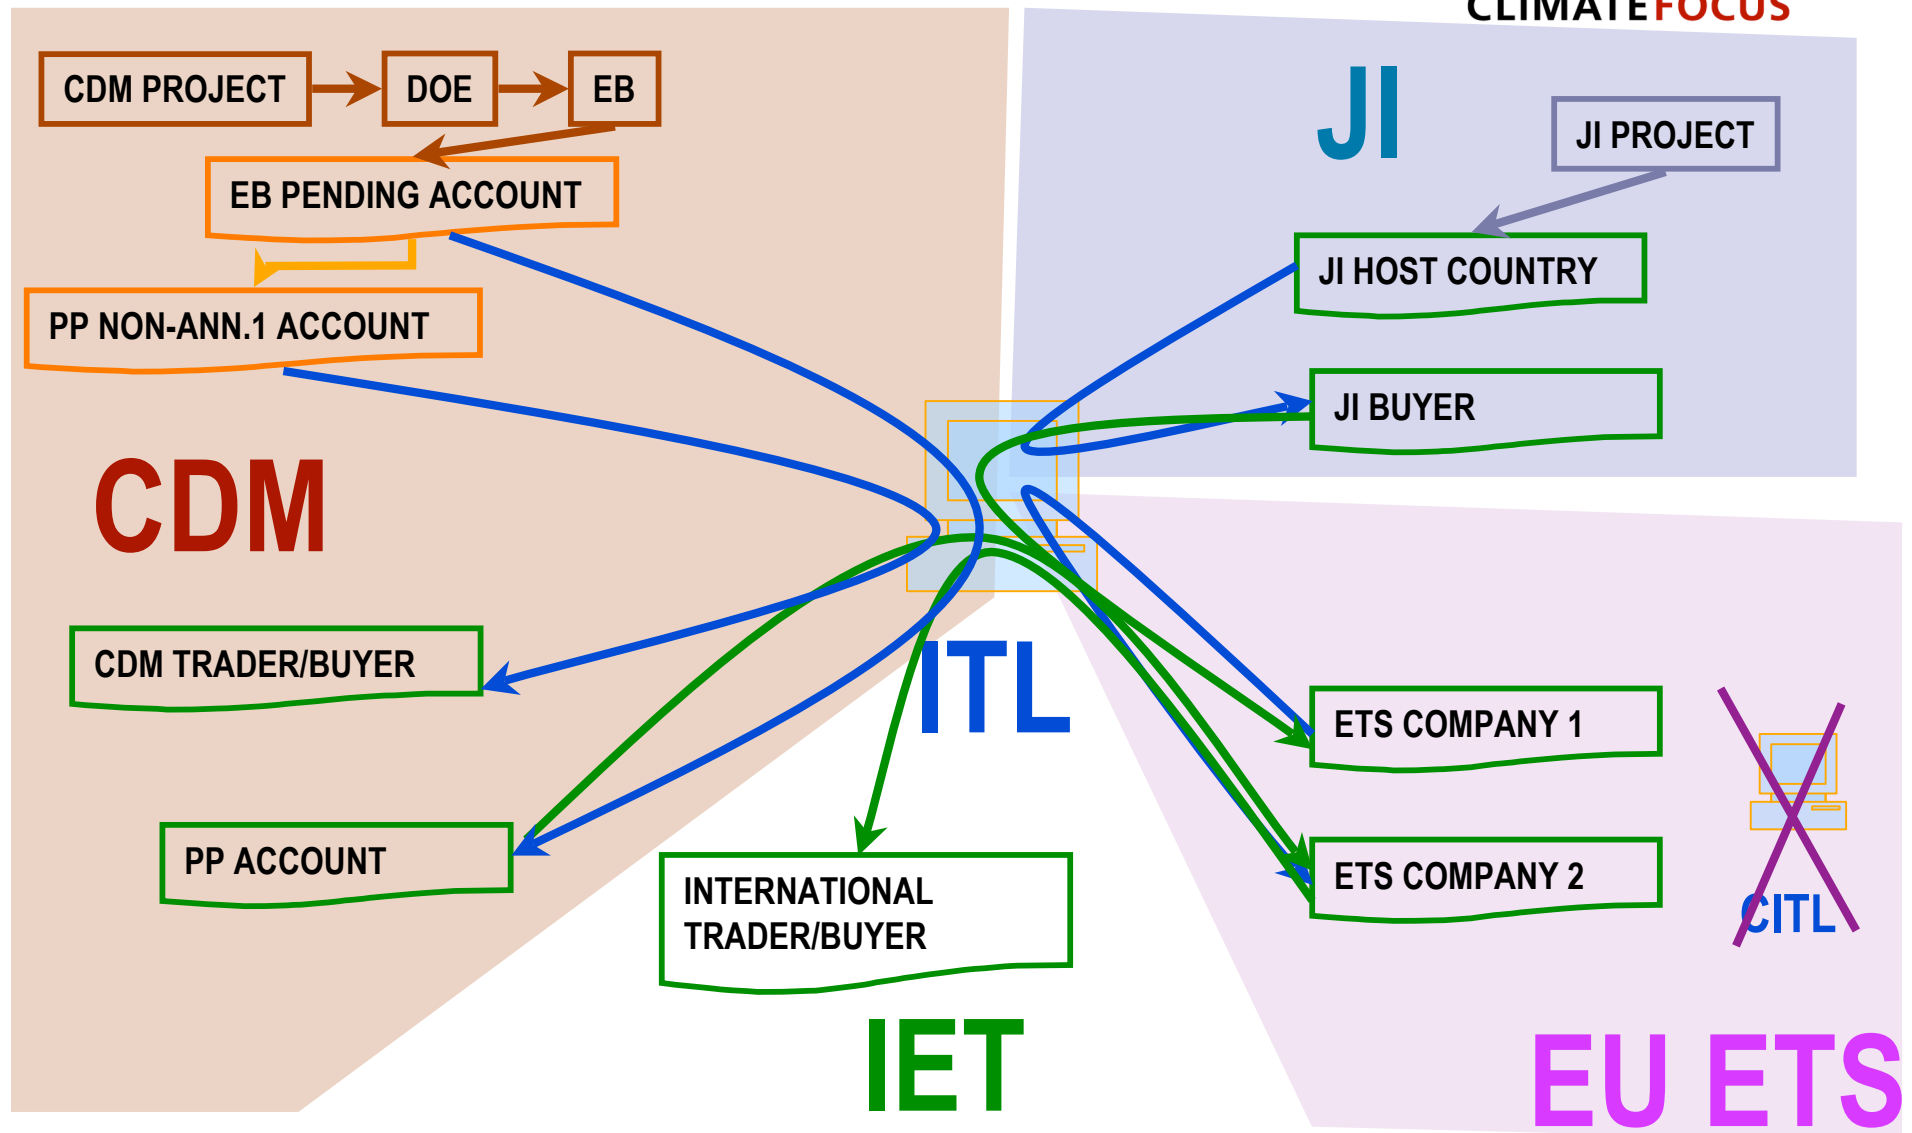 CLIMATE FOCUS
CDM PROJECT
DOE
EB
JI
JI PROJECT
EB PENDING ACCOUNT
JI HOST COUNTRY
PP NON-ANN.1 ACCOUNT
JI BUYER
CDM
CDM TRADER/BUYER
ITL
ETS COMPANY 1
PP ACCOUNT
INTERNATIONAL
TRADER/BUYER
ETS COMPANY 2
CITL
IET
EU ETS